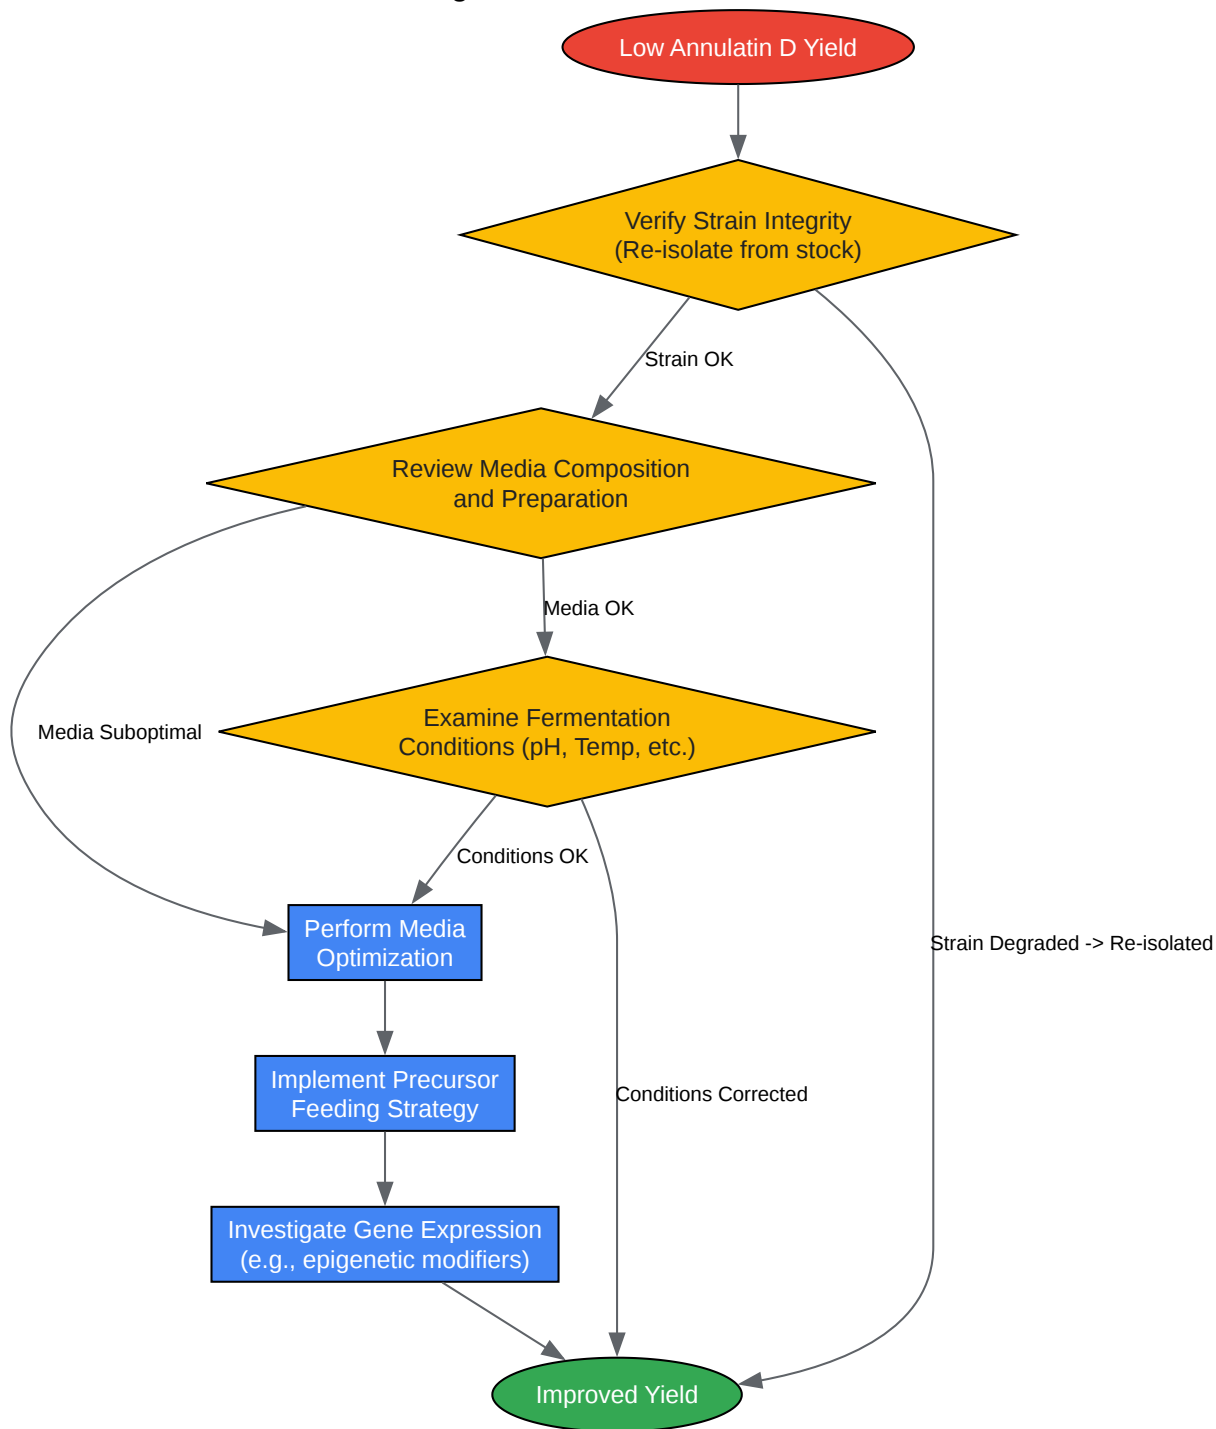 Low Annulatin D Yield
Verify Strain Integrity
(Re-isolate from stock)
Strain OK
Review Media Composition
and Preparation
Media OK
Media Suboptimal
Examine Fermentation
Conditions (pH, Temp, etc.)
Conditions OK
Perform Media
Optimization
Strain Degraded -> Re-isolated
Implement Precursor
Feeding Strategy
Conditions Corrected
Investigate Gene Expression
(e.g., epigenetic modifiers)
Improved Yield